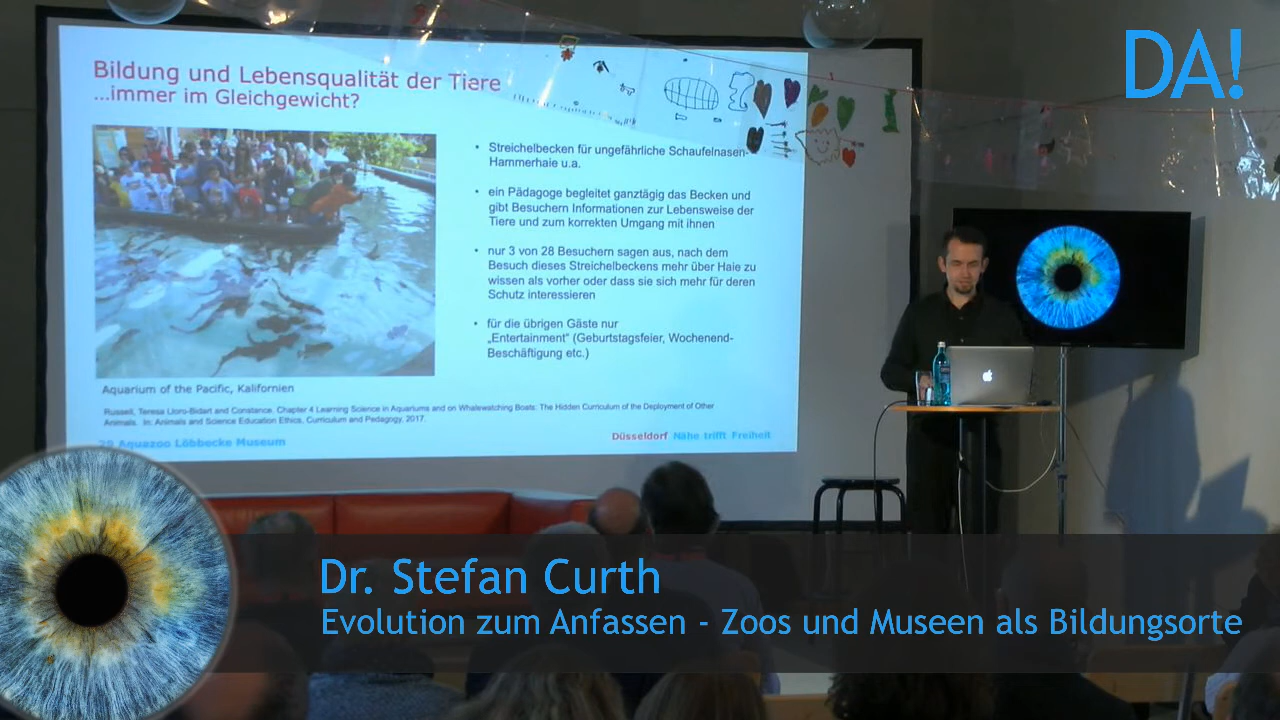 DA!
Bildung und Lebensqualität der Tiere
...immer im Gleichgewicht?
• Streichelbecken für ungefährliche Schaufelnasen-
Hammerhaie u.a.
• ein Pädagoge begleitet ganztägig das Becken und
gibt Besuchern Informationen zur Lebensweise der
Tiere und zum korrekten Umgang mit ihnen
• nur 3 von 28 Besuchern sagen aus, nach dem
Besuch dieses Streichelbeckens mehr über Haie zu
wissen als vorher oder dass sie sich mehr für deren
Schutz interessieren
• für die übrigen Gäste nur
„Entertainment" (Geburtstagsfeier, Wochenend-
Beschäftigung etc.)
Aquarium of the Pacific, Kalifornien
Russell, Teresa Lloro-Bidart and Constance. Chapter 4 Learning Science in Aquariums and on Whalewatching Boats: The Hidden Curriculum of the Deployment of Other
Animals. In: Animals and Science Education Ethics, Curriculum and Pedagogy, 2017.
29 Aquazoo Löbbecke Museum
Düsseldorf Nähe trifft Freiheit
Dr. Stefan Curth
Evolution zum Anfassen - Zoos und Museen als Bildungsorte